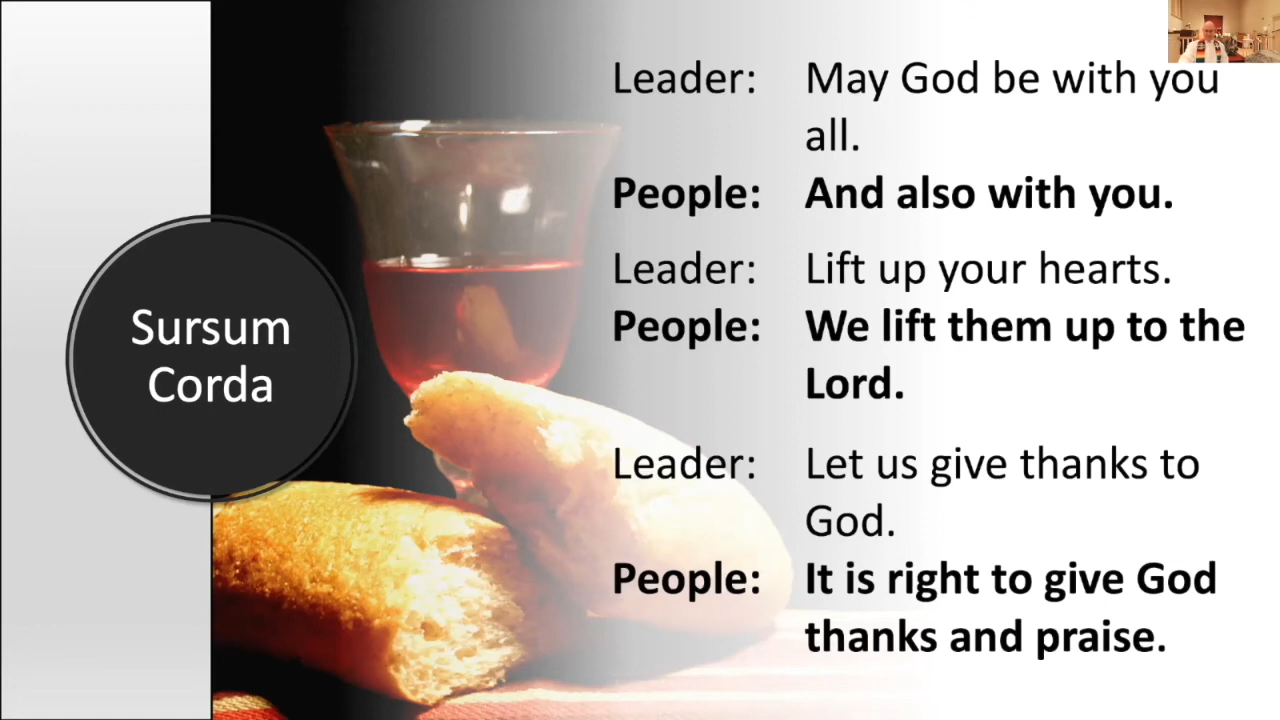 Sursum
Corda
Leader: May God be with you
all.
People: And also with you.
Leader: Lift up your hearts.
People: We lift them up to the
Lord.
Leader: Let us give thanks to
God.
People: It is right to give God
thanks and praise.